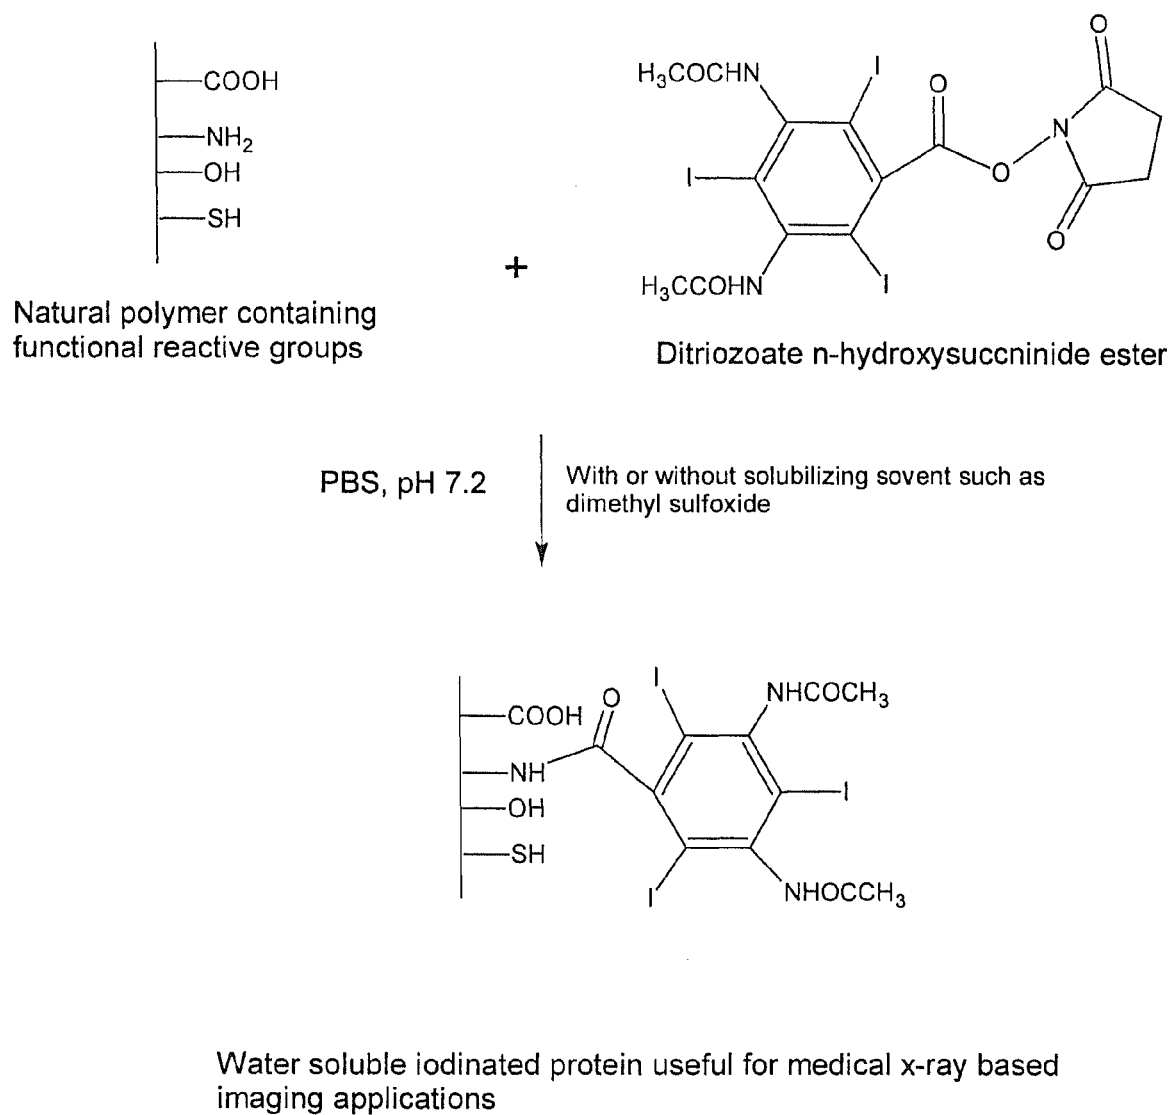 COOH
NH2
OH
SH
H3COCHN
I
O
O
I
O
N
O
I
H3CCOHN
+
Natural polymer containing
functional reactive groups
Ditriozoate n-hydroxysuccninide ester
PBS, pH 7.2
With or without solubilizing sovent such as
dimethyl sulfoxide
COOH
NH
OH
SH
O
I
NHCOCH3
I
I
NHOCCH3
Water soluble iodinated protein useful for medical x-ray based
imaging applications